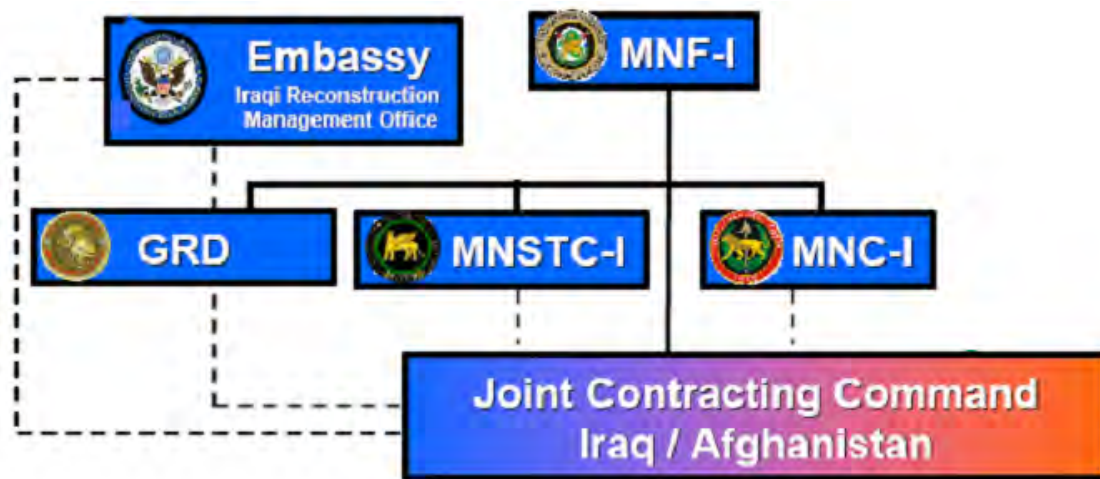 Embassy
Iraqi Reconstruction
Management Office
MNF-I
GRD
MNSTC-I
MNC-I
Joint Contracting Command
Iraq / Afghanistan